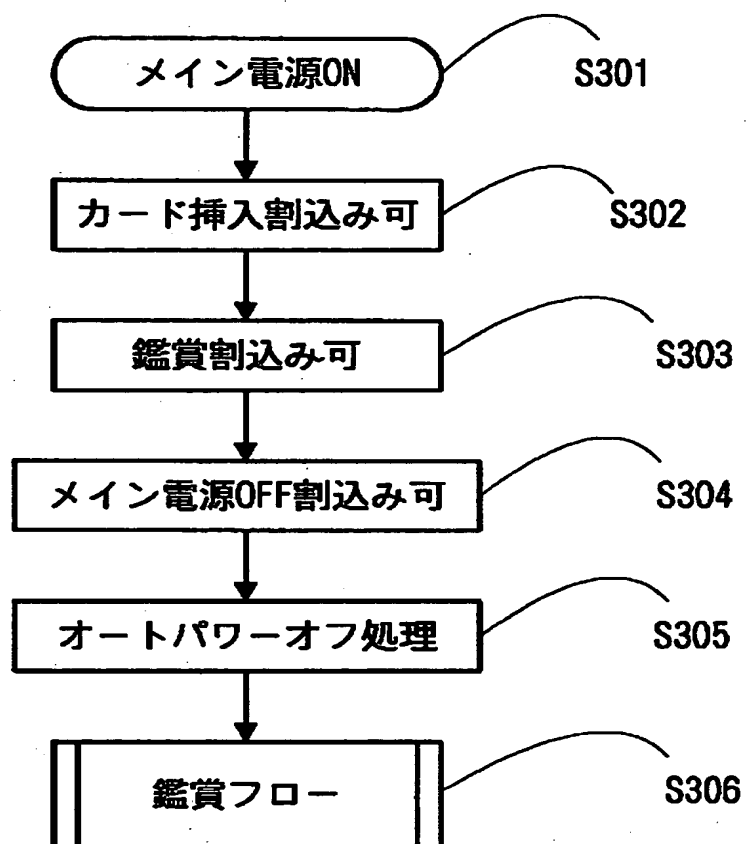 メイン電源ON
S301
カード挿入割込み可
S302
鑑賞割込み可
S303
メイン電源OFF割込み可
S304
オートパワーオフ処理
S305
鑑賞フロー
S306